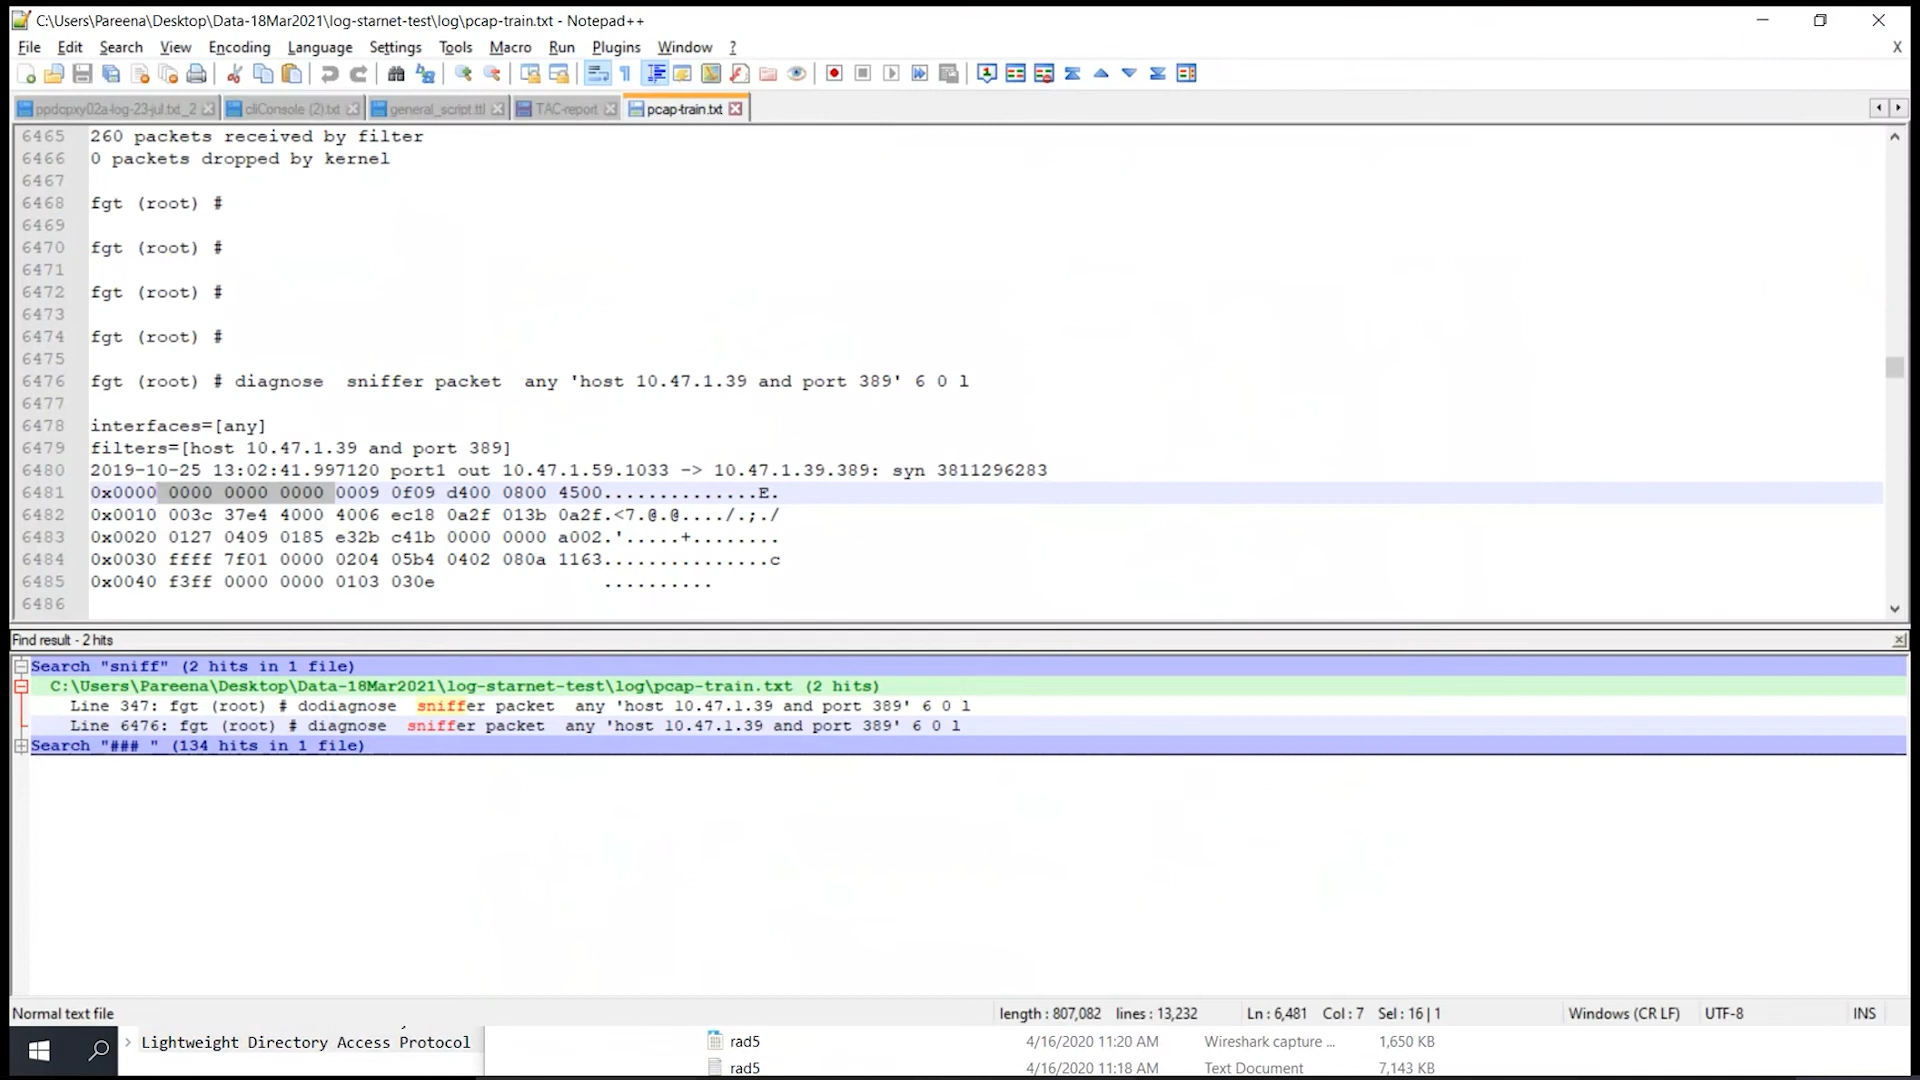 C:\Users\Pareena\Desktop\Data-18Mar2021\log-starnet-test\log\pcap-train.txt - Notepad++
File Edit Search View Encoding Language Settings Tools Macro Run Plugins Window ? X
ppdcpxy02a-log-23-jul.txt_2 cliConsole (2).txt general_script.ttl TAC-report pcap-train.txt
6465 260 packets received by filter
6466 0 packets dropped by kernel
6467
6468 fgt (root) #
6469
6470 fgt (root) #
6471
6472 fgt (root) #
6473
6474 fgt (root) #
6475
6476 fgt (root) # diagnose  sniffer packet  any 'host 10.47.1.39 and port 389' 6 0 l
6477
6478 interfaces=[any]
6479 filters=[host 10.47.1.39 and port 389]
6480 2019-10-25 13:02:41.997120 port1 out 10.47.1.59.1033 -> 10.47.1.39.389: syn 3811296283
6481 0x0000 0000 0000 0000 0009 0f09 d400 0800 4500..............E.
6482 0x0010 003c 37e4 4000 4006 ec18 0a2f 013b 0a2f.<7.@.@..../.;./
6483 0x0020 0127 0409 0185 e32b c41b 0000 0000 a002.'.....+........
6484 0x0030 ffff 7f01 0000 0204 05b4 0402 080a 1163...............c
6485 0x0040 f3ff 0000 0000 0103 030e ..........
6486
Find result - 2 hits
Search "sniff" (2 hits in 1 file)
C:\Users\Pareena\Desktop\Data-18Mar2021\log-starnet-test\log\pcap-train.txt (2 hits)
Line 347: fgt (root) # dodiagnose  sniffer packet  any 'host 10.47.1.39 and port 389' 6 0 l
Line 6476: fgt (root) # diagnose  sniffer packet  any 'host 10.47.1.39 and port 389' 6 0 l
Search "### " (134 hits in 1 file)
Normal text file length : 807,082 lines : 13,232 Ln : 6,481 Col : 7 Sel : 16 | 1 Windows (CR LF) UTF-8 INS
Lightweight Directory Access Protocol rad5 4/16/2020 11:20 AM Wireshark capture ... 1,650 KB
rad5 4/16/2020 11:18 AM Text Document 7,143 KB